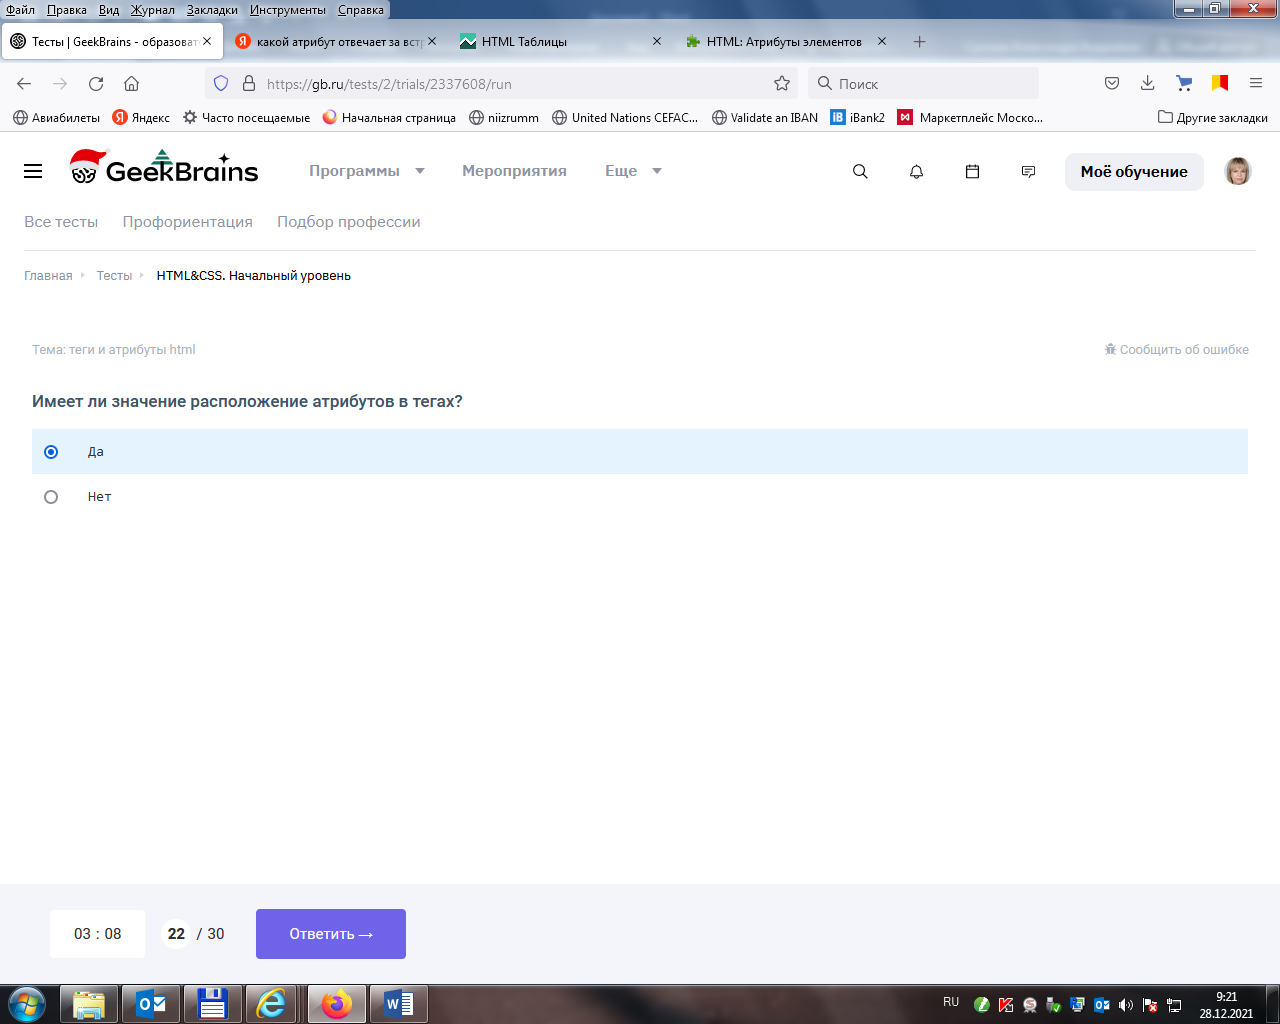 Файл Правка Вид Журнал Закладки Инструменты Справка
Тесты | GeekBrains - образоват
какой атрибут отвечает за встр
HTML Таблицы
HTML: Атрибуты элементов
https://gb.ru/tests/2/trials/2337608/run
Поиск
Авиабилеты Яндекс Часто посещаемые Начальная страница niizrumm United Nations CEFAC... Validate an IBAN iBank2 Маркетплейс Моско... Другие закладки
GeekBrains Программы Мероприятия Еще Моё обучение
Все тесты Профориентация Подбор профессии
Главная Тесты HTML&CSS. Начальный уровень
Тема: теги и атрибуты html Сообщить об ошибке
Имеет ли значение расположение атрибутов в тегах?
Да
Нет
03 : 08 22 / 30 Ответить →
RU 9:21
28.12.2021